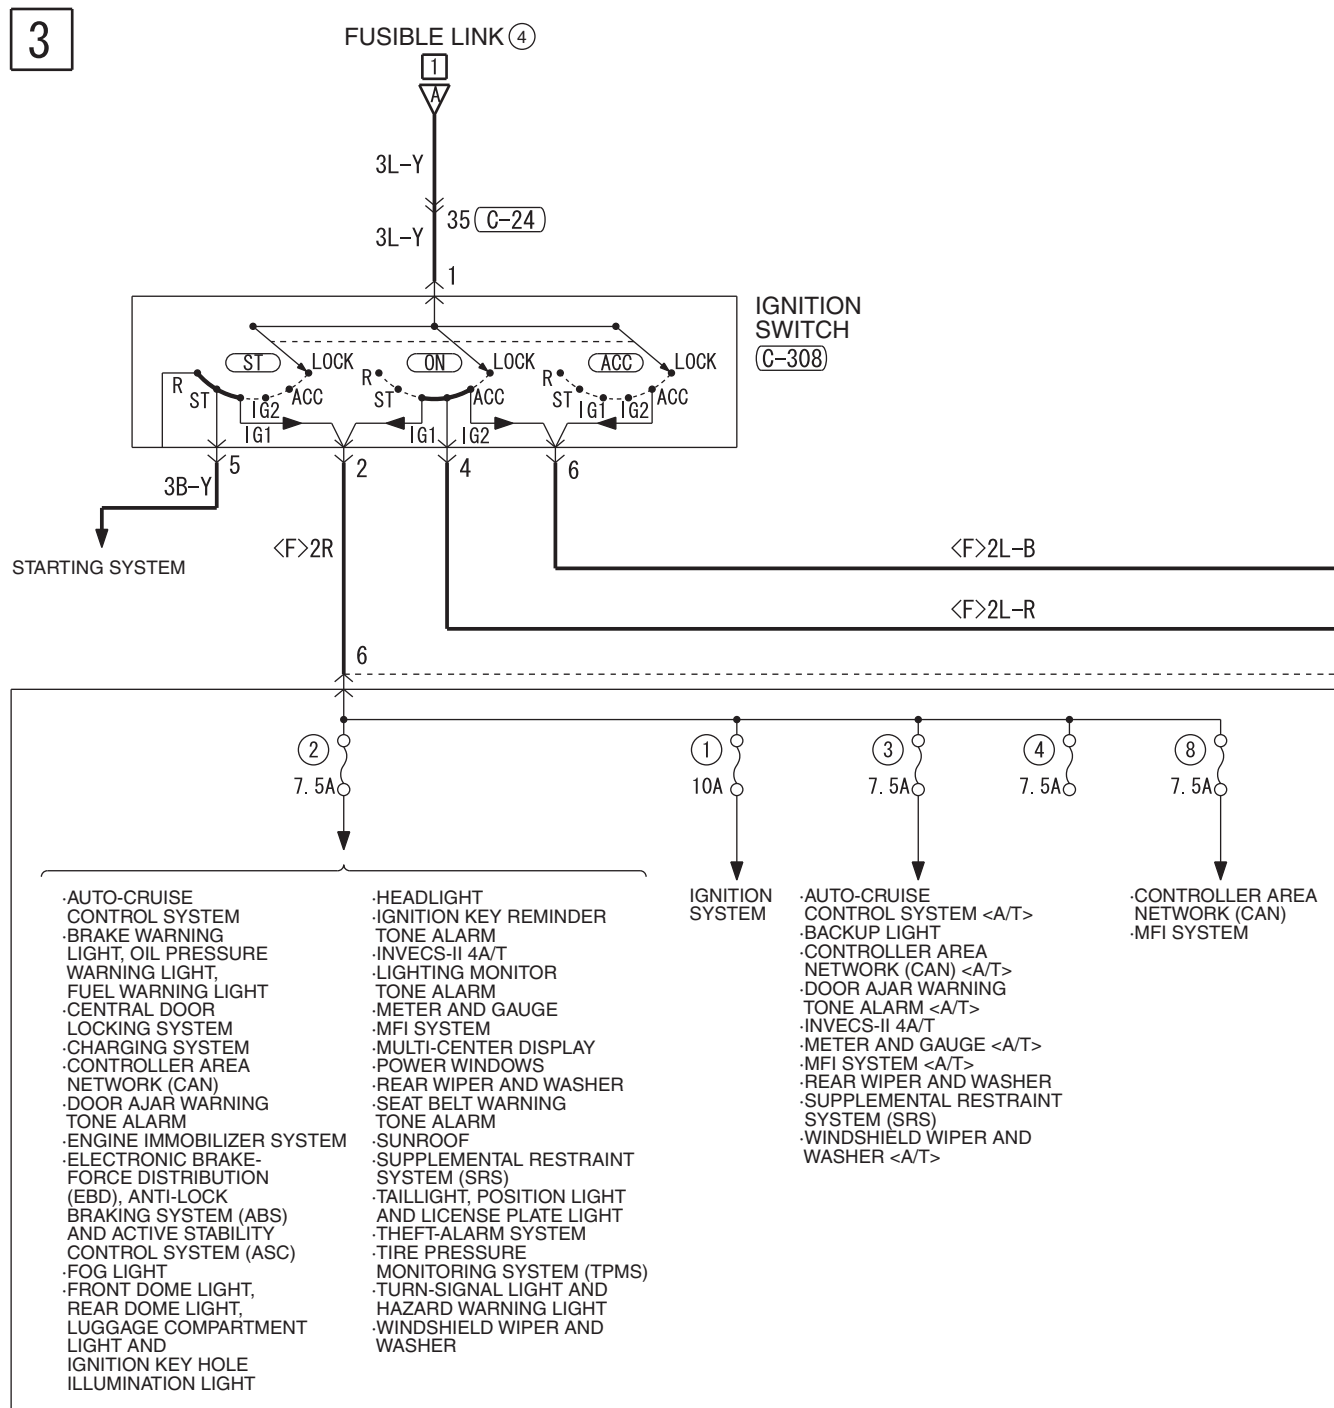 3
FUSIBLE LINK 4
1
A
3L-Y
35 C-24
3L-Y
1
IGNITION
SWITCH
C-308
ST LOCK ON LOCK ACC LOCK
R ST IG1 IG2 ACC
R ST IG1 IG2 ACC
R ST IG1 IG2 ACC
5 2 4 6
3B-Y
STARTING SYSTEM
<F>2R
<F>2L-B
<F>2L-R
6
2
7.5A
1
10A
3
7.5A
4
7.5A
8
7.5A
·AUTO-CRUISE
CONTROL SYSTEM
·BRAKE WARNING
LIGHT, OIL PRESSURE
WARNING LIGHT,
FUEL WARNING LIGHT
·CENTRAL DOOR
LOCKING SYSTEM
·CHARGING SYSTEM
·CONTROLLER AREA
NETWORK (CAN)
·DOOR AJAR WARNING
TONE ALARM
·ENGINE IMMOBILIZER SYSTEM
·ELECTRONIC BRAKE-
FORCE DISTRIBUTION
(EBD), ANTI-LOCK
BRAKING SYSTEM (ABS)
AND ACTIVE STABILITY
CONTROL SYSTEM (ASC)
·FOG LIGHT
·FRONT DOME LIGHT,
REAR DOME LIGHT,
LUGGAGE COMPARTMENT
LIGHT AND
IGNITION KEY HOLE
ILLUMINATION LIGHT
·HEADLIGHT
·IGNITION KEY REMINDER
TONE ALARM
·INVECS-II 4A/T
·LIGHTING MONITOR
TONE ALARM
·METER AND GAUGE
·MFI SYSTEM
·MULTI-CENTER DISPLAY
·POWER WINDOWS
·REAR WIPER AND WASHER
·SEAT BELT WARNING
TONE ALARM
·SUNROOF
·SUPPLEMENTAL RESTRAINT
SYSTEM (SRS)
·TAILLIGHT, POSITION LIGHT
AND LICENSE PLATE LIGHT
·THEFT-ALARM SYSTEM
·TIRE PRESSURE
MONITORING SYSTEM (TPMS)
·TURN-SIGNAL LIGHT AND
HAZARD WARNING LIGHT
·WINDSHIELD WIPER AND
WASHER
IGNITION
SYSTEM
·AUTO-CRUISE
CONTROL SYSTEM <A/T>
·BACKUP LIGHT
·CONTROLLER AREA
NETWORK (CAN) <A/T>
·DOOR AJAR WARNING
TONE ALARM <A/T>
·INVECS-II 4A/T
·METER AND GAUGE <A/T>
·MFI SYSTEM <A/T>
·REAR WIPER AND WASHER
·SUPPLEMENTAL RESTRAINT
SYSTEM (SRS)
·WINDSHIELD WIPER AND
WASHER <A/T>
·CONTROLLER AREA
NETWORK (CAN)
·MFI SYSTEM